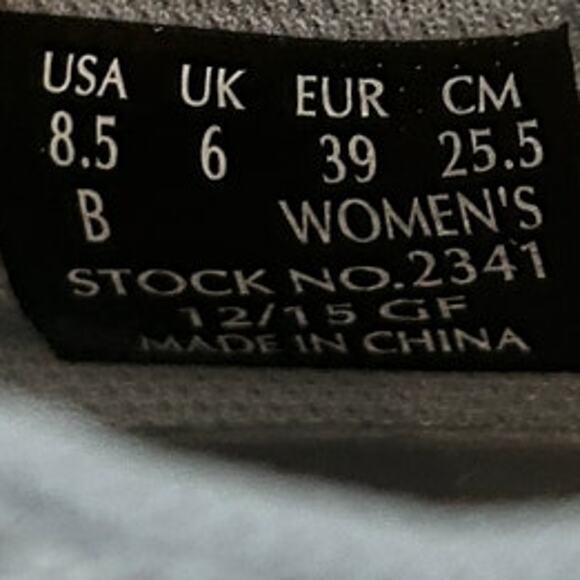 USA UK EUR CM
8.5 6 39 25.5
B WOMEN'S
STOCK NO.2341
12/15 GF
MADE IN CHINA